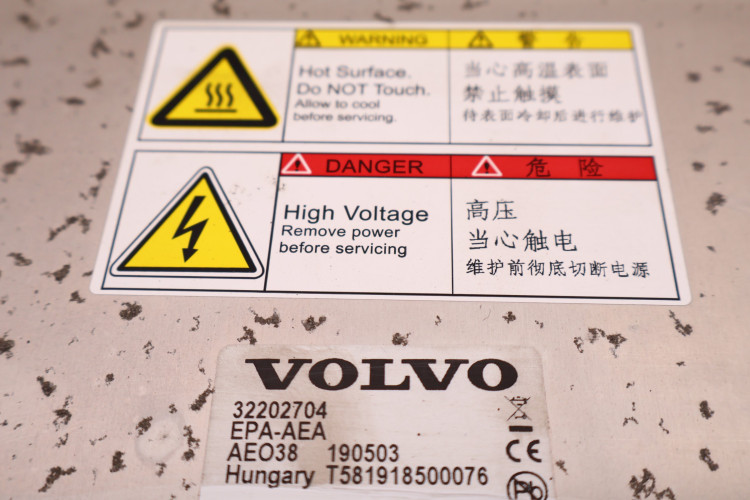 WARNING
警 告
Hot Surface.
Do NOT Touch.
Allow to cool
before servicing.
当心高温表面
禁止触摸
待表面冷却后进行维护
DANGER
危 险
High Voltage
Remove power
before servicing
高压
当心触电
维护前彻底切断电源
VOLVO
32202704
EPA-AEA
AEO38 190503
Hungary T581918500076
CE